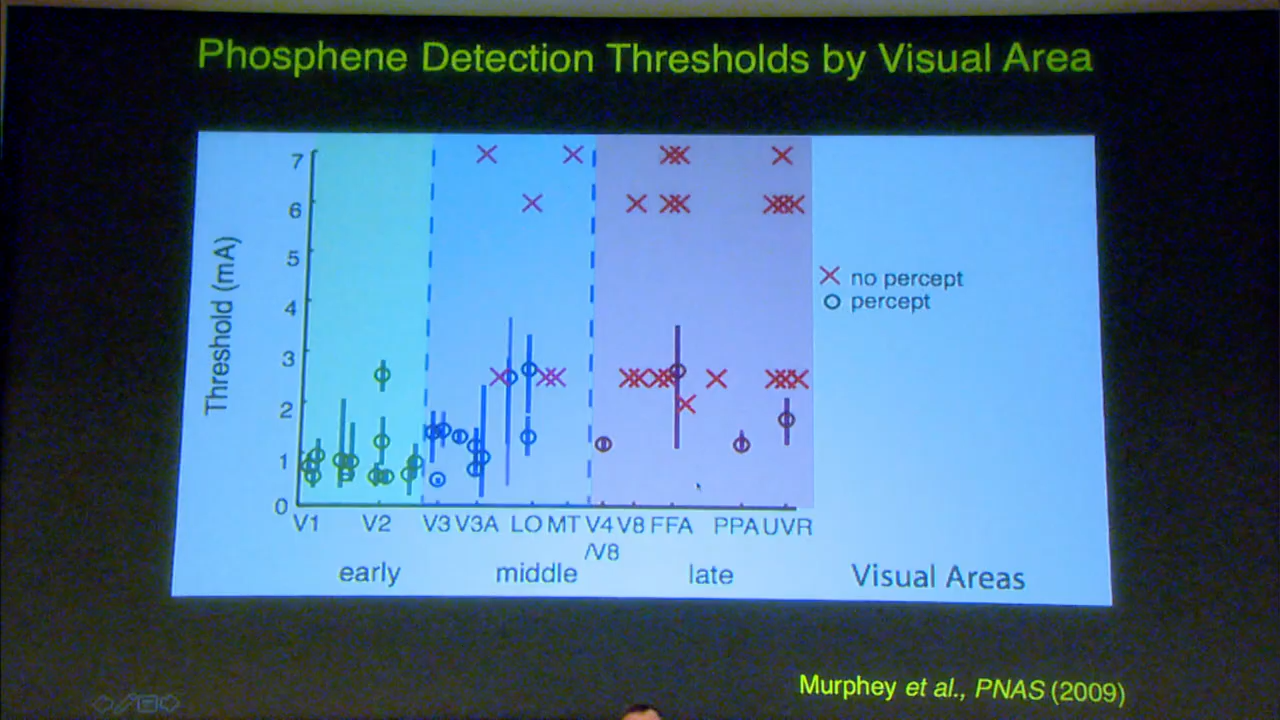 Phosphene Detection Thresholds by Visual Area
Threshold (mA)
7
6
5
4
3
2
1
0
no percept
percept
V1 V2 V3 V3A LO MT V4 V8 FFA PPA UVR
/V8
early middle late Visual Areas
Murphey et al., PNAS (2009)